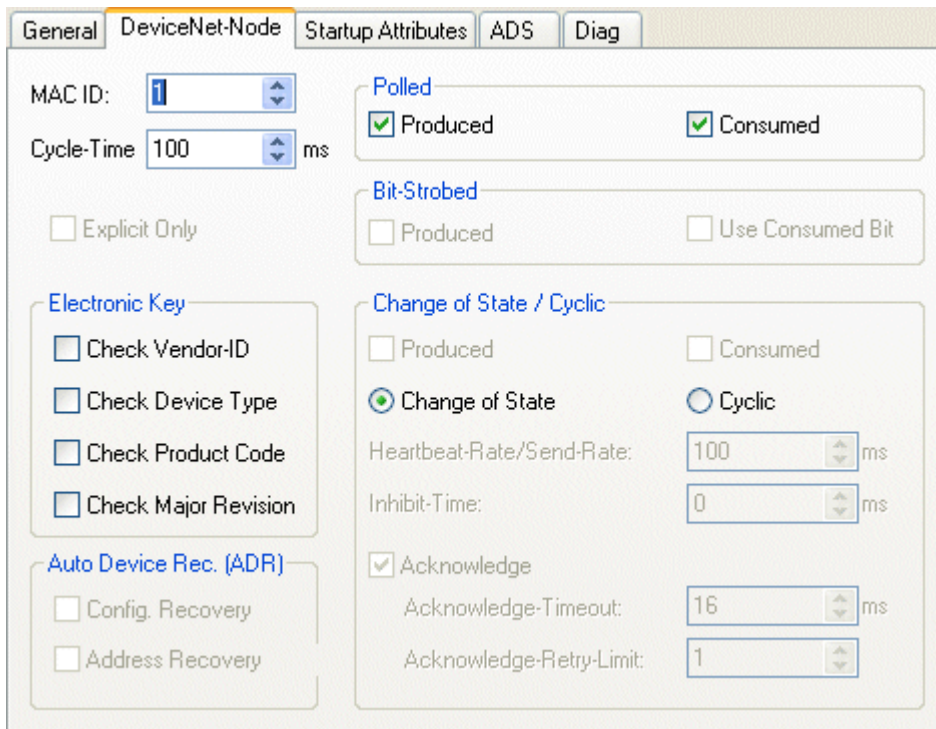 General DeviceNet-Node Startup Attributes ADS Diag
MAC ID: 1
Cycle-Time 100 ms
Explicit Only
Polled
Produced Consumed
Bit-Strobed
Produced Use Consumed Bit
Electronic Key
Check Vendor-ID
Check Device Type
Check Product Code
Check Major Revision
Auto Device Rec. (ADR)
Config. Recovery
Address Recovery
Change of State / Cyclic
Produced Consumed
Change of State Cyclic
Heartbeat-Rate/Send-Rate: 100 ms
Inhibit-Time: 0 ms
Acknowledge
Acknowledge-Timeout: 16 ms
Acknowledge-Retry-Limit: 1